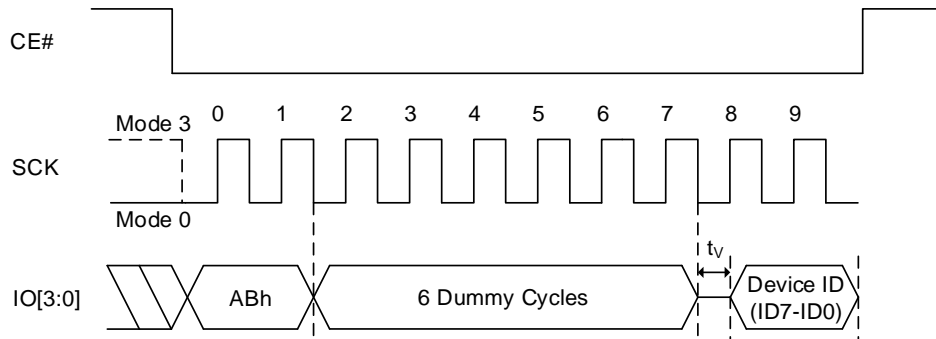 CE#
0 1 2 3 4 5 6 7 8 9
Mode 3
SCK
Mode 0
tV
IO[3:0]
ABh
6 Dummy Cycles
Device ID
(ID7-ID0)